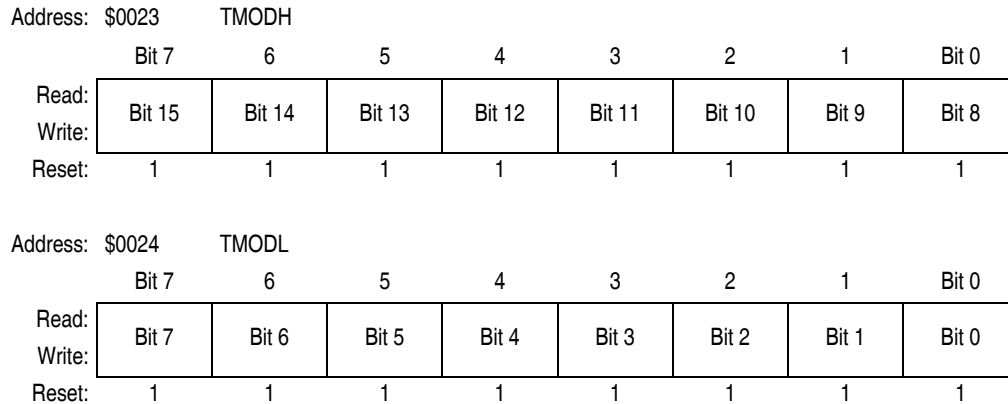 Address: $0023 TMODH
Bit 7 6 5 4 3 2 1 Bit 0
Read:
Bit 15 Bit 14 Bit 13 Bit 12 Bit 11 Bit 10 Bit 9 Bit 8
Write:
Reset: 1 1 1 1 1 1 1 1
Address: $0024 TMODL
Bit 7 6 5 4 3 2 1 Bit 0
Read:
Bit 7 Bit 6 Bit 5 Bit 4 Bit 3 Bit 2 Bit 1 Bit 0
Write:
Reset: 1 1 1 1 1 1 1 1